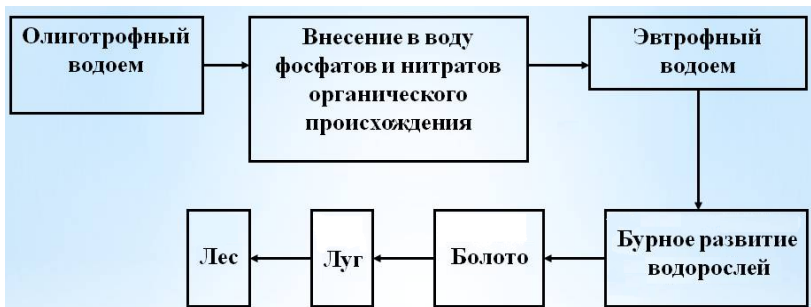 Олиготрофный
водоем
Внесение в воду
фосфатов и нитратов
органического
происхождения
Эвтрофный
водоем
Бурное развитие
водорослей
Болото
Луг
Лес